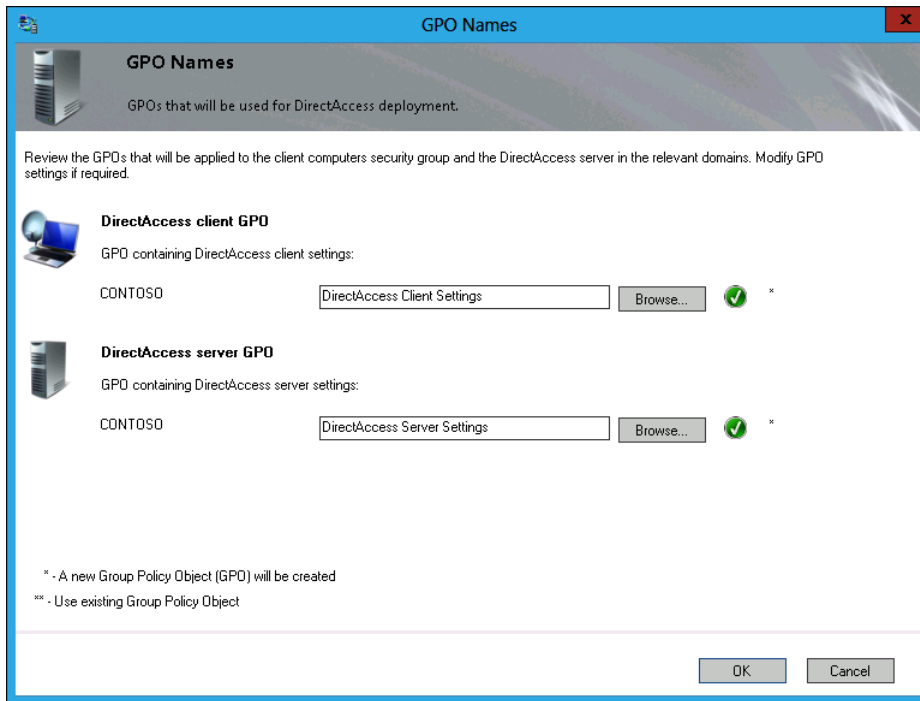 GPO Names
x
GPO Names
GPOs that will be used for DirectAccess deployment.
Review the GPOs that will be applied to the client computers security group and the DirectAccess server in the relevant domains. Modify GPO
settings if required.
DirectAccess client GPO
GPO containing DirectAccess client settings:
CONTOSO DirectAccess Client Settings Browse... *
DirectAccess server GPO
GPO containing DirectAccess server settings:
CONTOSO DirectAccess Server Settings Browse... *
* - A new Group Policy Object (GPO) will be created
** - Use existing Group Policy Object
OK Cancel